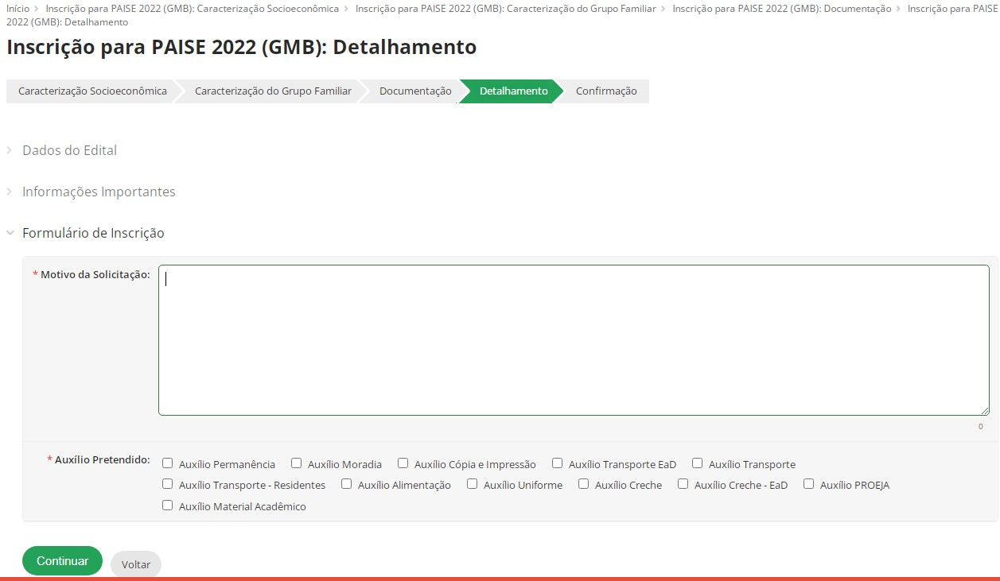 Início > Inscrição para PAISE 2022 (GMB): Caracterização Socioeconômica > Inscrição para PAISE 2022 (GMB): Caracterização do Grupo Familiar > Inscrição para PAISE 2022 (GMB): Documentação > Inscrição para PAISE
2022 (GMB): Detalhamento
Inscrição para PAISE 2022 (GMB): Detalhamento
Caracterização Socioeconômica Caracterização do Grupo Familiar Documentação Detalhamento Confirmação
Dados do Edital
Informações Importantes
Formulário de Inscrição
* Motivo da Solicitação:
0
* Auxílio Pretendido: Auxílio Permanência Auxílio Moradia Auxílio Cópia e Impressão Auxílio Transporte EaD Auxílio Transporte
Auxílio Transporte - Residentes Auxílio Alimentação Auxílio Uniforme Auxílio Creche Auxílio Creche - EaD Auxílio PROEJA
Auxílio Material Acadêmico
Continuar Voltar